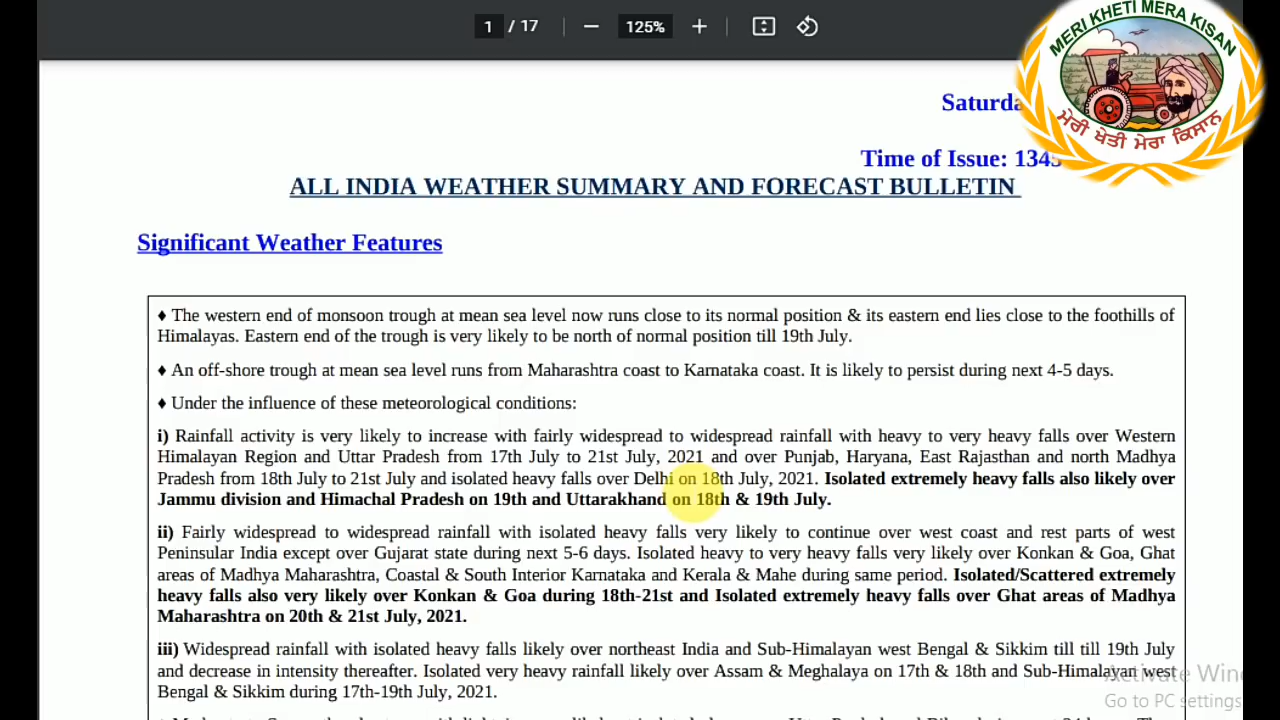 1 / 17
125%
MERI KHETI MERA KISAN
ਮੇਰੀ ਖੇਤੀ ਮੇਰਾ ਕਿਸਾਨ
Time of Issue:
ALL INDIA WEATHER SUMMARY AND FORECAST BULLETIN
Significant Weather Features
♦ The western end of monsoon trough at mean sea level now runs close to its normal position & its eastern end lies close to the foothills of
Himalayas. Eastern end of the trough is very likely to be north of normal position till 19th July.
♦ An off-shore trough at mean sea level runs from Maharashtra coast to Karnataka coast. It is likely to persist during next 4-5 days.
♦ Under the influence of these meteorological conditions:
i) Rainfall activity is very likely to increase with fairly widespread to widespread rainfall with heavy to very heavy falls over Western
Himalayan Region and Uttar Pradesh from 17th July to 21st July, 2021 and over Punjab, Haryana, East Rajasthan and north Madhya
Pradesh from 18th July to 21st July and isolated heavy falls over Delhi on 18th July, 2021. Isolated extremely heavy falls also likely over
Jammu division and Himachal Pradesh on 19th and Uttarakhand on 18th & 19th July.
ii) Fairly widespread to widespread rainfall with isolated heavy falls very likely to continue over west coast and rest parts of west
Peninsular India except over Gujarat state during next 5-6 days. Isolated heavy to very heavy falls very likely over Konkan & Goa, Ghat
areas of Madhya Maharashtra, Coastal & South Interior Karnataka and Kerala & Mahe during same period. Isolated/Scattered extremely
heavy falls also very likely over Konkan & Goa during 18th-21st and Isolated extremely heavy falls over Ghat areas of Madhya
Maharashtra on 20th & 21st July, 2021.
iii) Widespread rainfall with isolated heavy falls likely over northeast India and Sub-Himalayan west Bengal & Sikkim till till 19th July
and decrease in intensity thereafter. Isolated very heavy rainfall likely over Assam & Meghalaya on 17th & 18th and Sub-Himalayan west
Bengal & Sikkim during 17th-19th July, 2021.
Activate
Go to PC settings